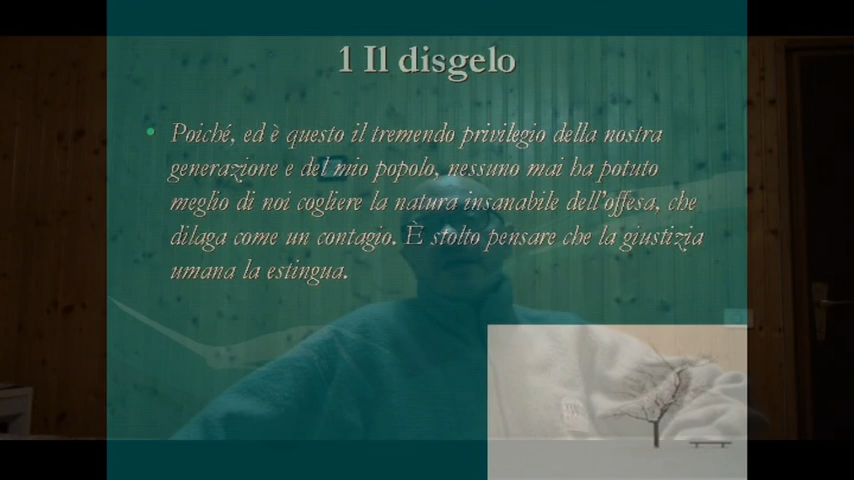 1 Il disgelo
Poiché, ed è questo il tremendo privilegio della nostra
generazione e del mio popolo, nessuno mai ha potuto
meglio di noi cogliere la natura insanabile dell'offesa, che
dilaga come un contagio. È stolto pensare che la giustizia
umana la estingua.